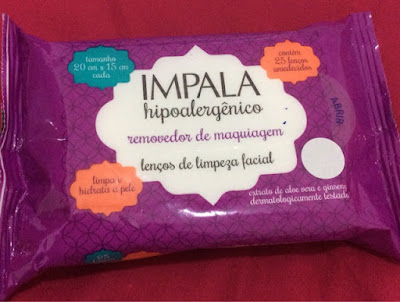 tamanho
20 cm x 15 cm
cada
contém
25 lenços
umedecidos
IMPALA
hipoalergênico
removedor de maquiagem
lenços de limpeza facial
ABRIR
limpa e
hidrata a pele
extrato de aloe vera e ginseng
dermatologicamente testado